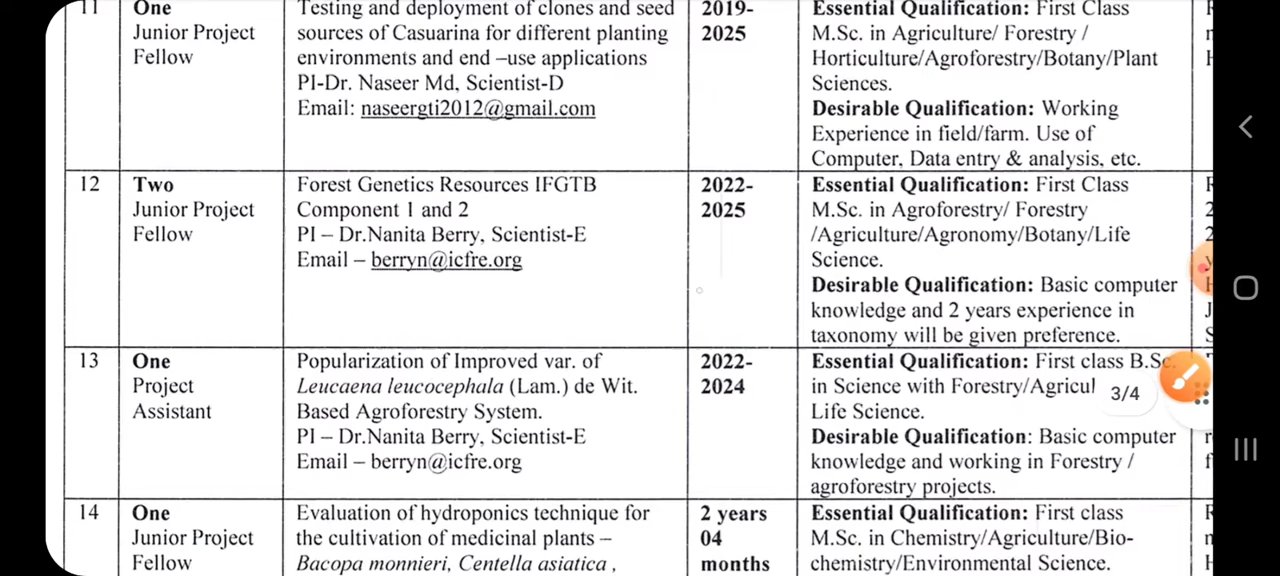 11 One Testing and deployment of clones and seed 2019- Essential Qualification: First Class
Junior Project sources of Casuarina for different planting 2025 M.Sc. in Agriculture/ Forestry /
Fellow environments and end –use applications Horticulture/Agroforestry/Botany/Plant
PI-Dr. Naseer Md, Scientist-D Sciences.
Email: naseergti2012@gmail.com Desirable Qualification: Working
Experience in field/farm. Use of
Computer, Data entry & analysis, etc.
12 Two Forest Genetics Resources IFGTB 2022- Essential Qualification: First Class
Junior Project Component 1 and 2 2025 M.Sc. in Agroforestry/ Forestry
Fellow PI – Dr.Nanita Berry, Scientist-E /Agriculture/Agronomy/Botany/Life
Email – berryn@icfre.org Science.
Desirable Qualification: Basic computer
knowledge and 2 years experience in
taxonomy will be given preference.
13 One Popularization of Improved var. of 2022- Essential Qualification: First class B.Sc.
Project Leucaena leucocephala (Lam.) de Wit. 2024 in Science with Forestry/Agricul
Assistant Based Agroforestry System. Life Science.
PI – Dr.Nanita Berry, Scientist-E Desirable Qualification: Basic computer
Email – berryn@icfre.org knowledge and working in Forestry /
agroforestry projects.
3/4
14 One Evaluation of hydroponics technique for 2 years Essential Qualification: First class
Junior Project the cultivation of medicinal plants – 04 M.Sc. in Chemistry/Agriculture/Bio-
Fellow Bacopa monnieri, Centella asiatica , months chemistry/Environmental Science.